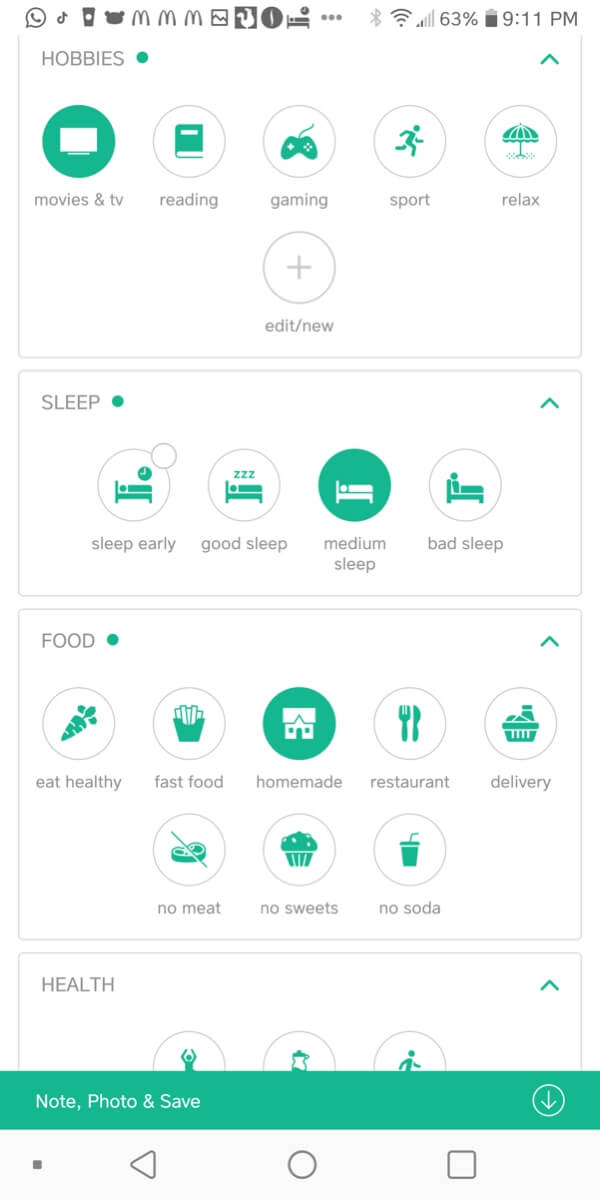 63% 9:11 PM
HOBBIES
movies & tv reading gaming sport relax
edit/new
SLEEP
zzz
sleep early good sleep medium sleep bad sleep
FOOD
eat healthy fast food homemade restaurant delivery
no meat no sweets no soda
HEALTH
Note, Photo & Save